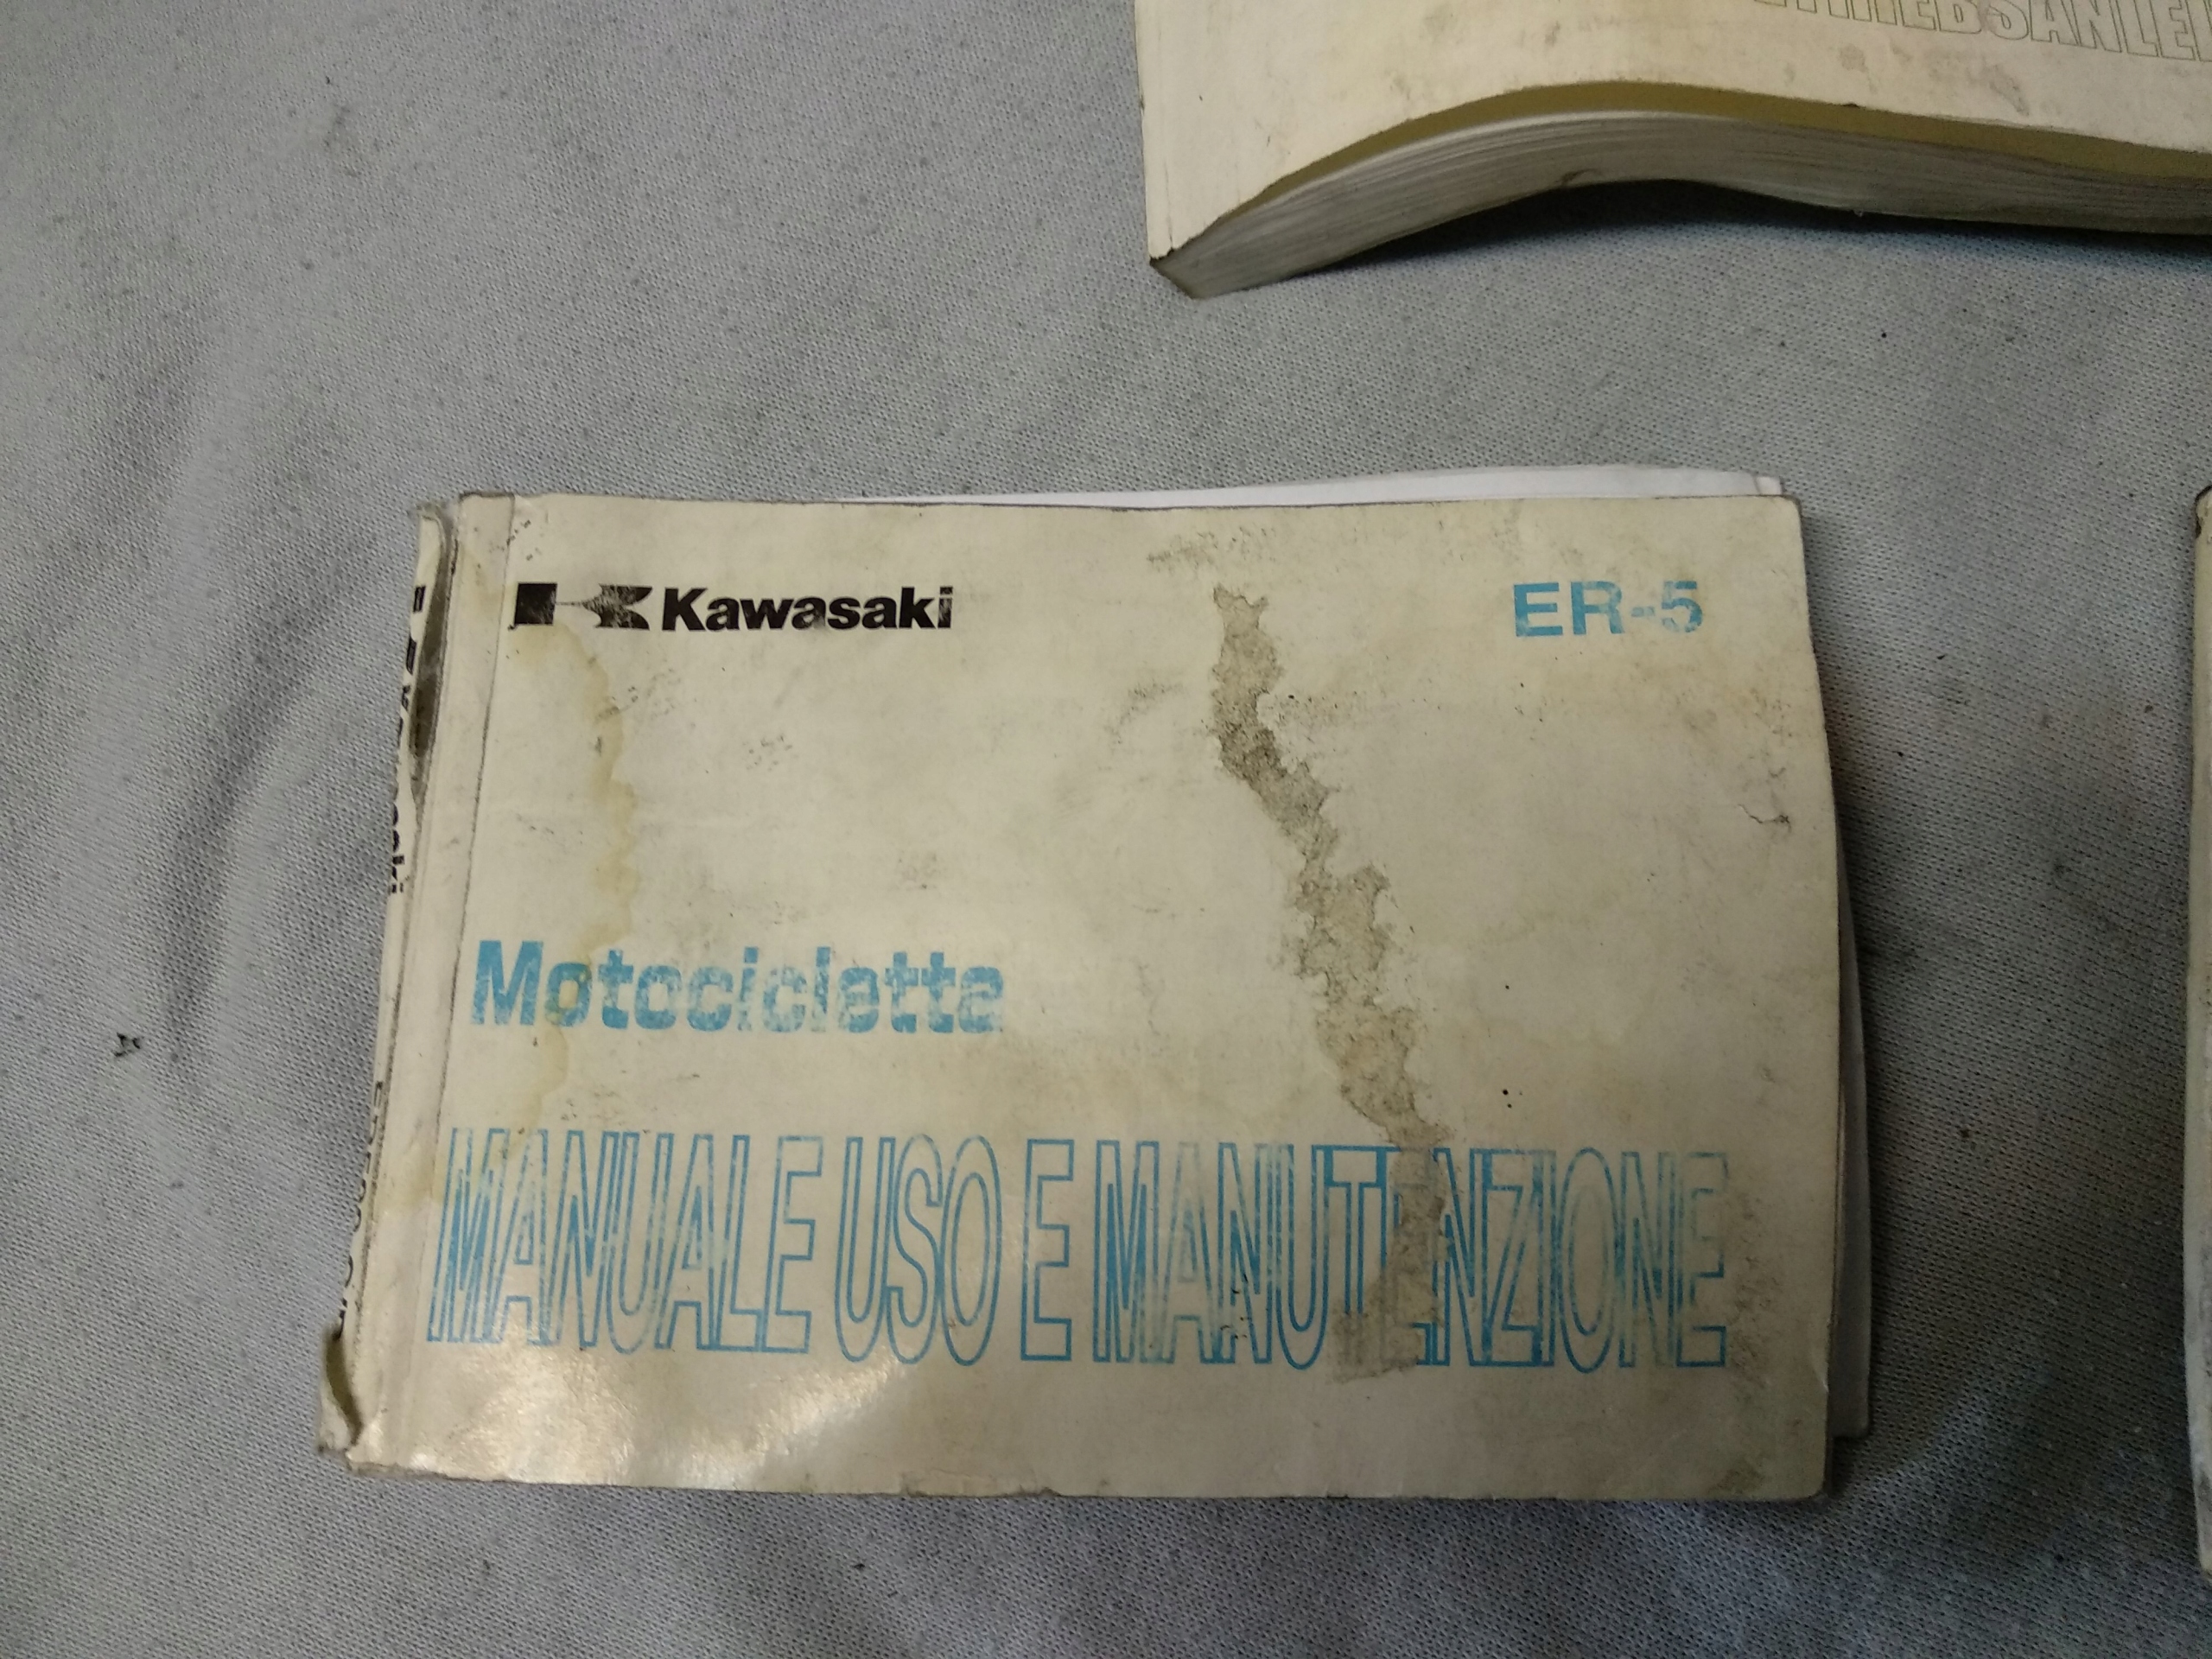 Kawasaki
ER-5
Motocicletta
MANUALE USO E MANUTENZIONE